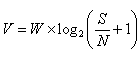 V = W × log₂(S/N + 1)